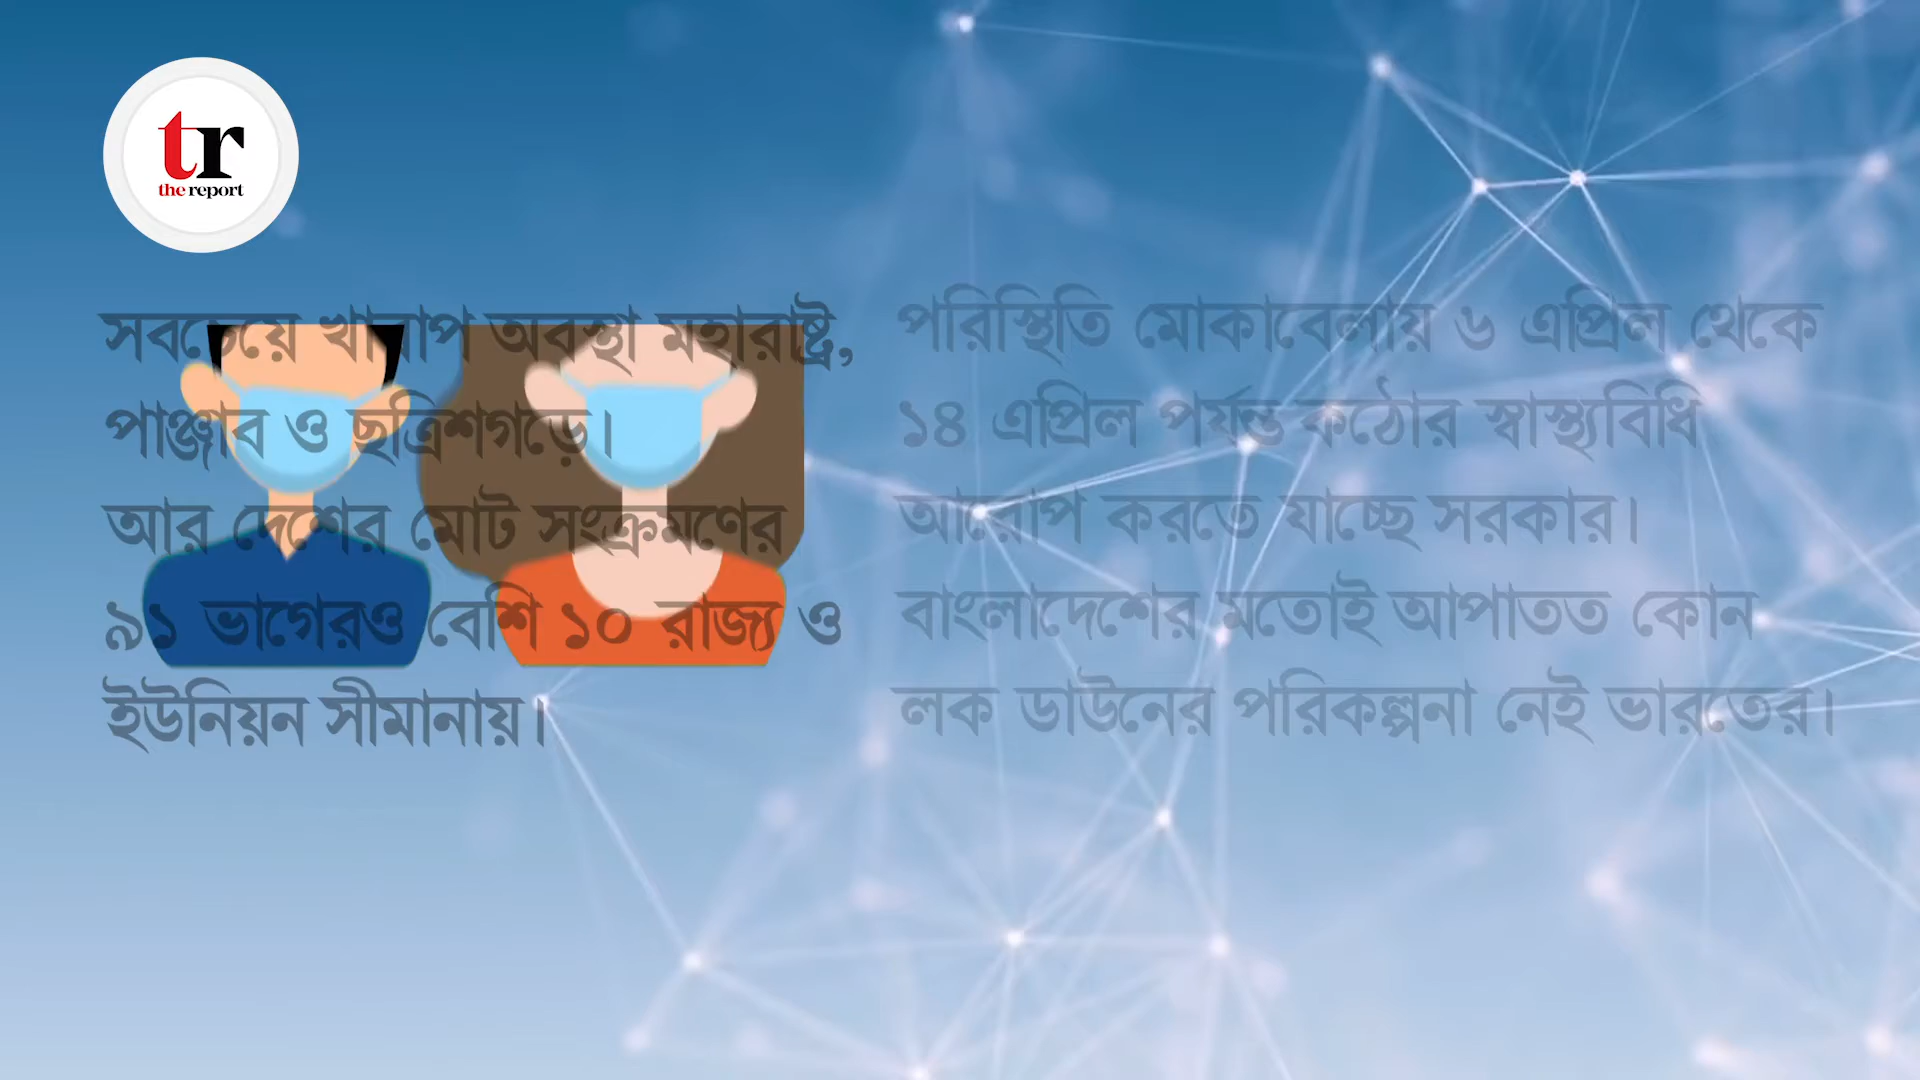 tr
the report
সবচেয়ে খারাপ অবস্থা মহারাষ্ট্র,
পাঞ্জাব ও ছত্রিশগড়ে।
আর দেশের মোট সংক্রমণের
৯১ ভাগেরও বেশি ১০ রাজ্য ও
ইউনিয়ন সীমানায়।
পরিস্থিতি মোকাবেলায় ৬ এপ্রিল থেকে
১৪ এপ্রিল পর্যন্ত কঠোর স্বাস্থ্যবিধি
আরোপ করতে যাচ্ছে সরকার।
বাংলাদেশের মতোই আপাতত কোন
লক ডাউনের পরিকল্পনা নেই ভারতের।